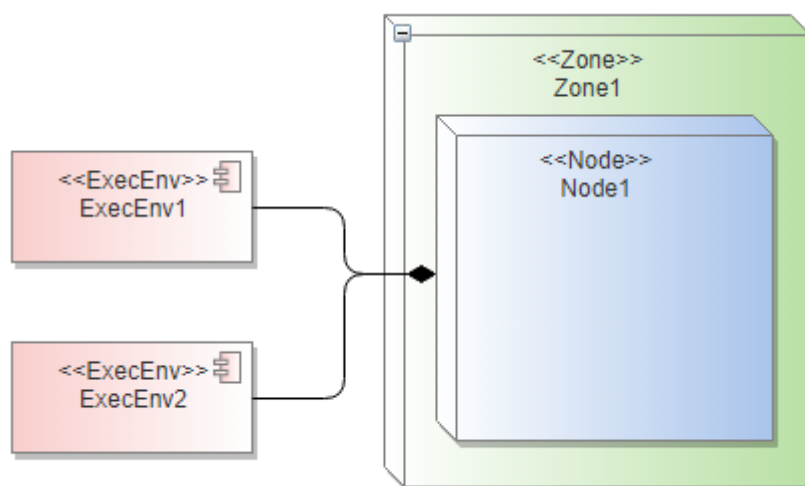 <<Zone>>
Zone1
<<Node>>
Node1
<<ExecEnv>>
ExecEnv1
<<ExecEnv>>
ExecEnv2